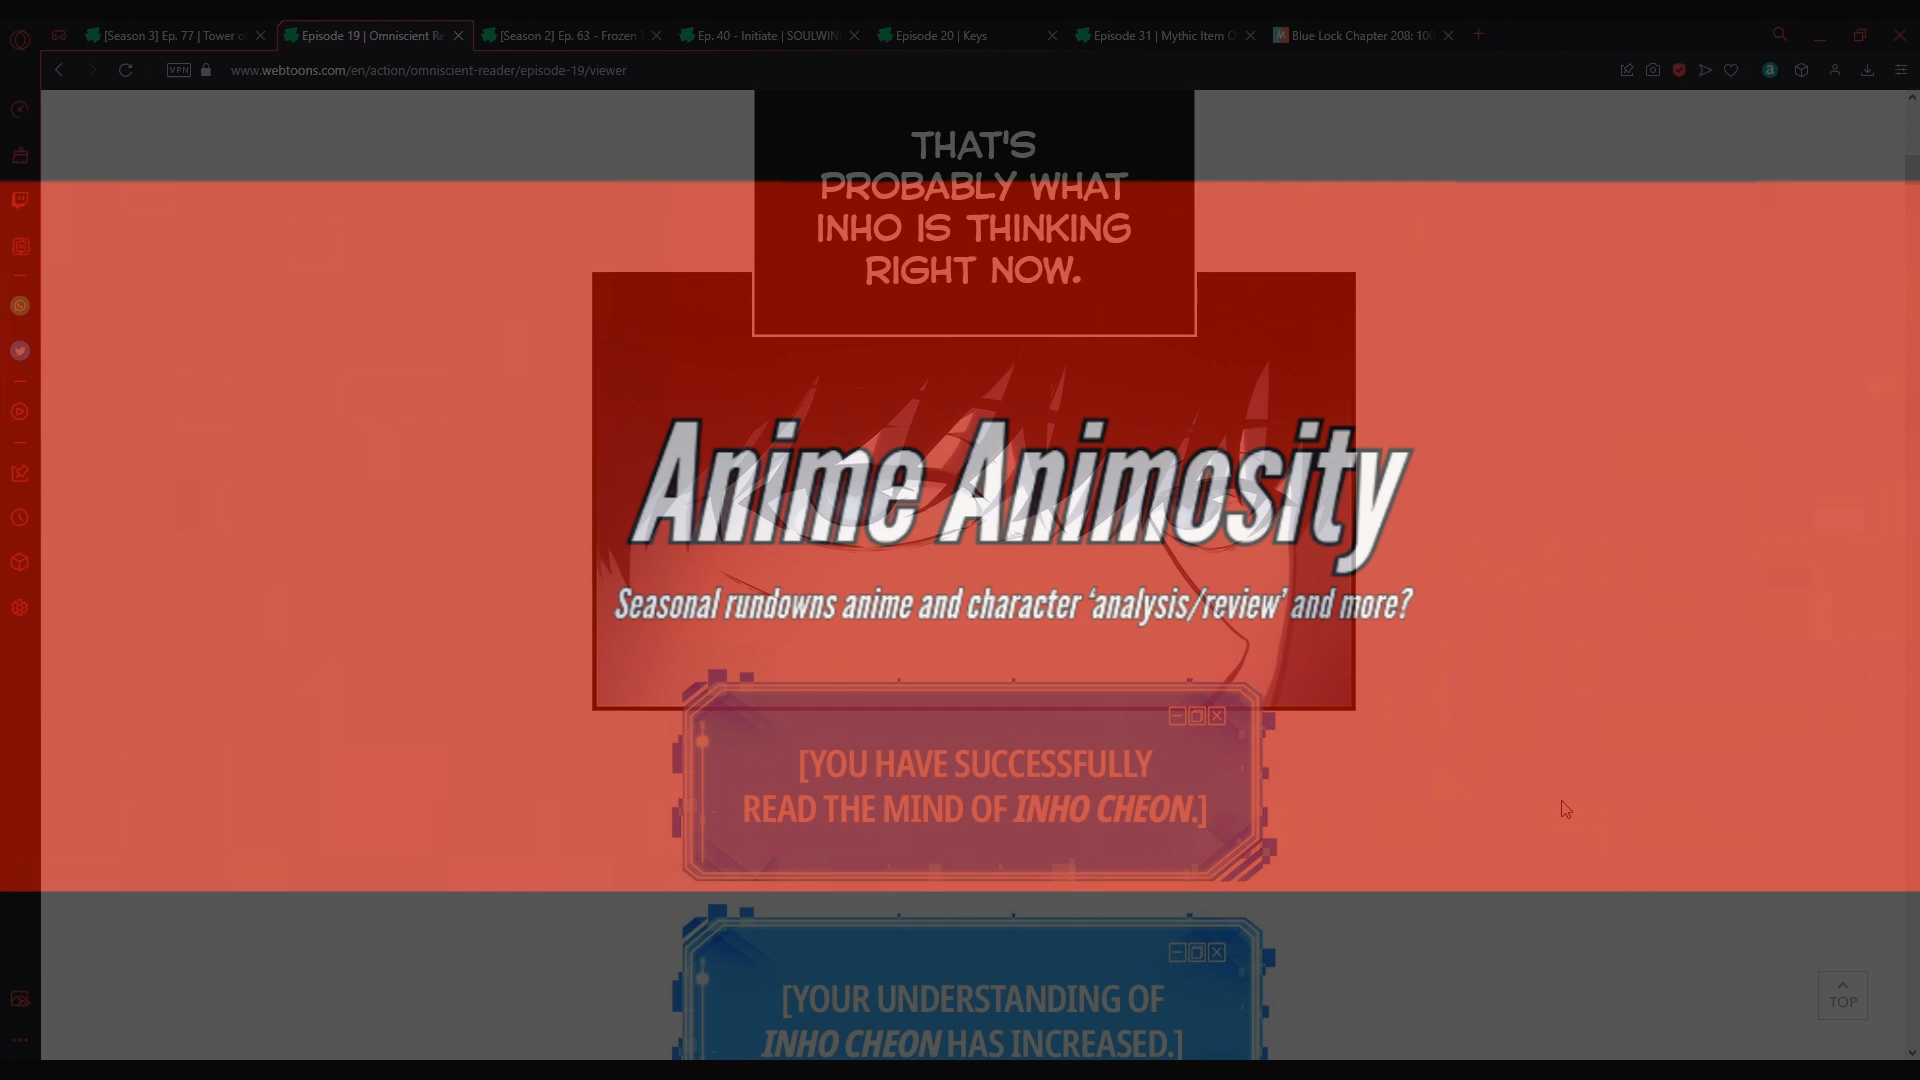 [Season 3] Ep. 77 | Tower o
Episode 19 | Omniscient Re
[Season 2] Ep. 63 - Frozen
Ep. 40 - Initiate | SOULWIN
Episode 20 | Keys
Episode 31 | Mythic Item O
Blue Lock Chapter 208: 100
VPN
www.webtoons.com/en/action/omniscient-reader/episode-19/viewer
THAT'S
PROBABLY WHAT
INHO IS THINKING
RIGHT NOW.
Anime Animosity
Seasonal rundowns anime and character ‘analysis/review’ and more?
[YOU HAVE SUCCESSFULLY
READ THE MIND OF INHO CHEON.]
[YOUR UNDERSTANDING OF
INHO CHEON HAS INCREASED.]
TOP